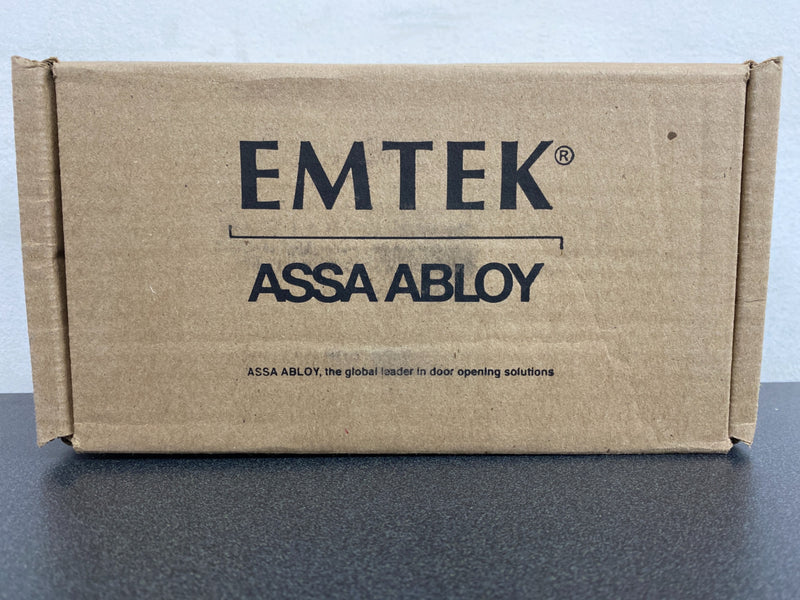 EMTEK®
ASSA ABLOY
ASSA ABLOY, the global leader in door opening solutions